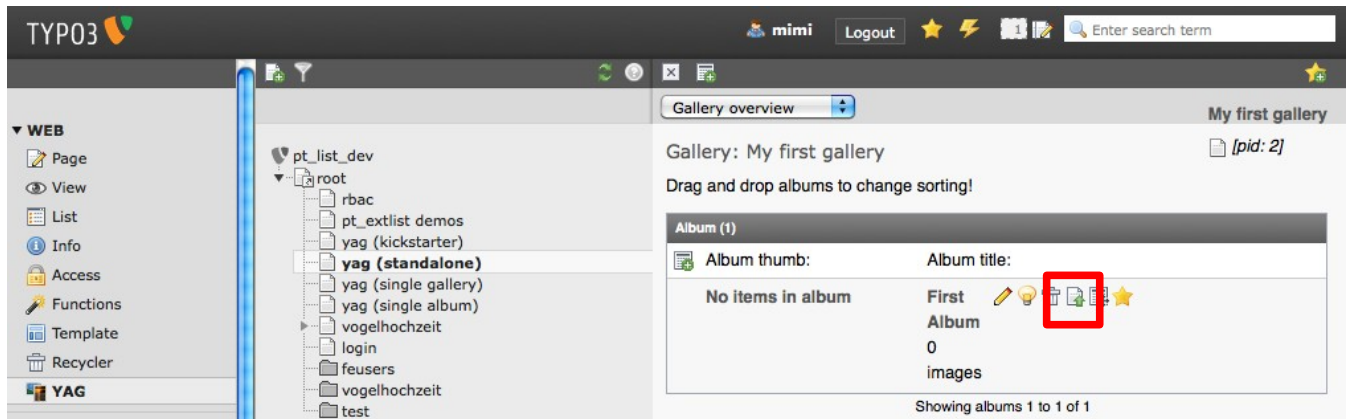 TYPO3
mimi
Logout
1
Enter search term
Gallery overview
My first gallery
[pid: 2]
WEB
Page
View
List
Info
Access
Functions
Template
Recycler
YAG
pt_list_dev
root
rbac
pt_extlist demos
yag (kickstarter)
yag (standalone)
yag (single gallery)
yag (single album)
vogelhochzeit
login
feusers
vogelhochzeit
test
Gallery: My first gallery
Drag and drop albums to change sorting!
Album (1)
Album thumb: Album title:
No items in album First
Album
0
images
Showing albums 1 to 1 of 1